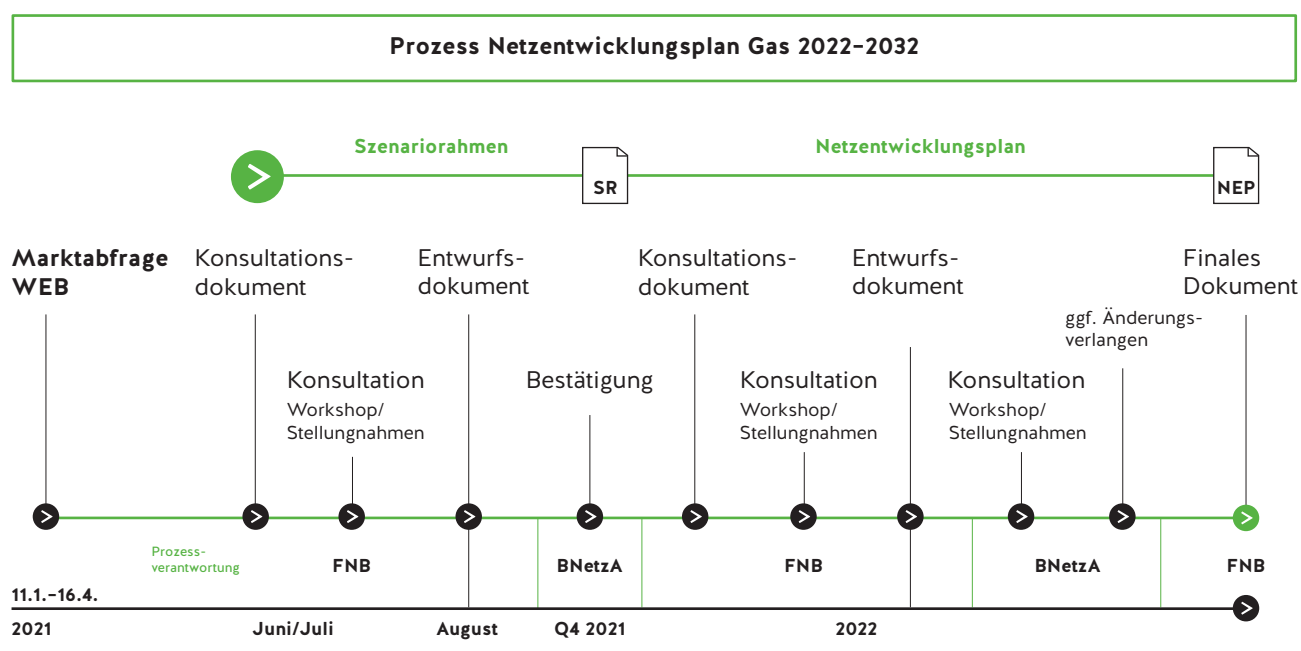 Prozess Netzentwicklungsplan Gas 2022–2032
Szenariorahmen
Netzentwicklungsplan
SR
NEP
Marktabfrage
WEB
Konsultations-
dokument
Entwurfs-
dokument
Konsultations-
dokument
Entwurfs-
dokument
Finales
Dokument
ggf. Änderungs-
verlangen
Konsultation
Workshop/
Stellungnahmen
Bestätigung
Konsultation
Workshop/
Stellungnahmen
Konsultation
Workshop/
Stellungnahmen
Prozess-
verantwortung
FNB
BNetzA
FNB
BNetzA
FNB
11.1.–16.4.
2021
Juni/Juli
August
Q4 2021
2022